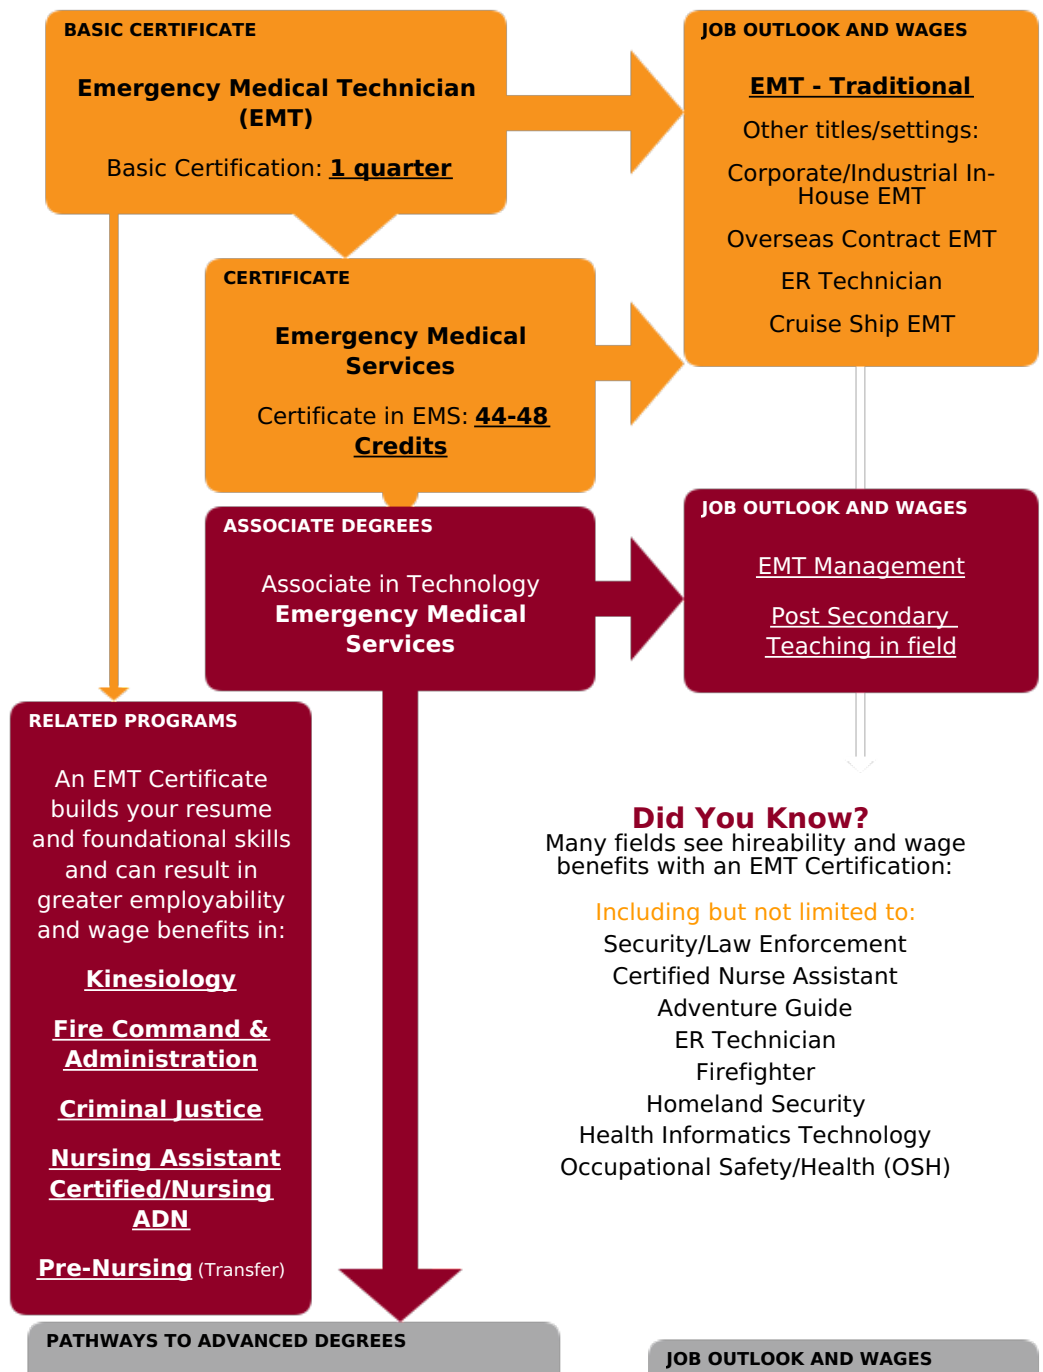 BASIC CERTIFICATE
Emergency Medical Technician
(EMT)
Basic Certification: 1 quarter
JOB OUTLOOK AND WAGES
EMT - Traditional
Other titles/settings:
Corporate/Industrial In-
House EMT
Overseas Contract EMT
ER Technician
Cruise Ship EMT
CERTIFICATE
Emergency Medical
Services
Certificate in EMS: 44-48
Credits
ASSOCIATE DEGREES
Associate in Technology
Emergency Medical
Services
JOB OUTLOOK AND WAGES
EMT Management
Post Secondary
Teaching in field
RELATED PROGRAMS
An EMT Certificate
builds your resume
and foundational skills
and can result in
greater employability
and wage benefits in:
Kinesiology
Fire Command &
Administration
Criminal Justice
Nursing Assistant
Certified/Nursing
ADN
Pre-Nursing (Transfer)
Did You Know?
Many fields see hireability and wage
benefits with an EMT Certification:
Including but not limited to:
Security/Law Enforcement
Certified Nurse Assistant
Adventure Guide
ER Technician
Firefighter
Homeland Security
Health Informatics Technology
Occupational Safety/Health (OSH)
PATHWAYS TO ADVANCED DEGREES
JOB OUTLOOK AND WAGES